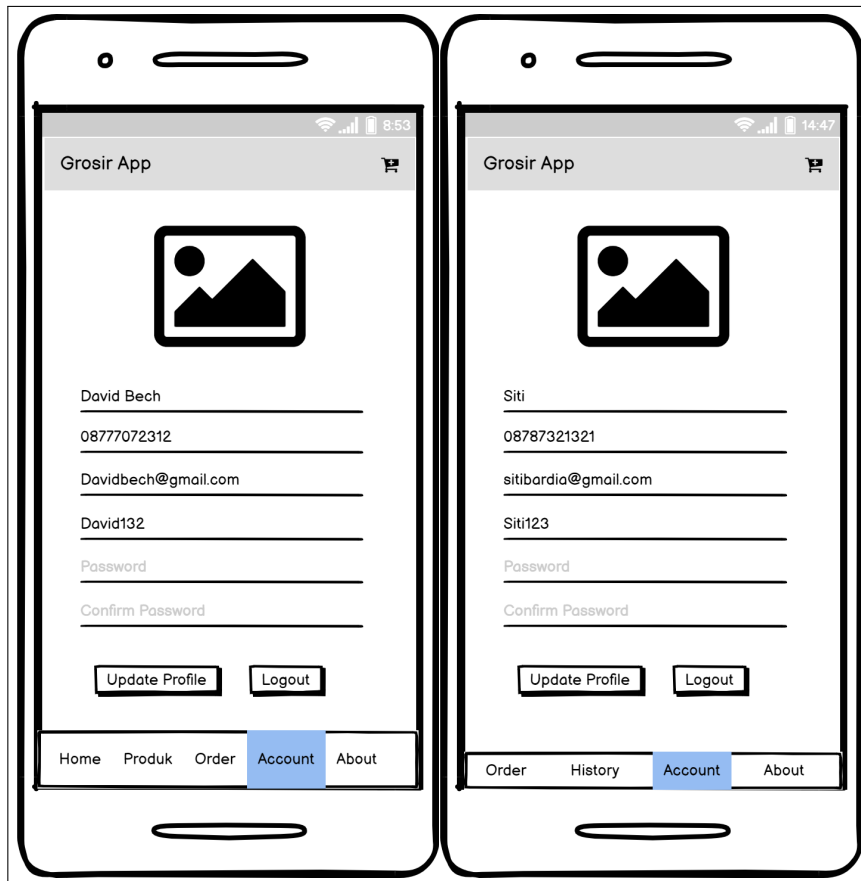 8:53
Grosir App
David Bech
08777072312
Davidbech@gmail.com
David132
Password
Confirm Password
Update Profile Logout
Home Produk Order Account About
14:47
Grosir App
Siti
08787321321
sitibardia@gmail.com
Siti123
Password
Confirm Password
Update Profile Logout
Order History Account About